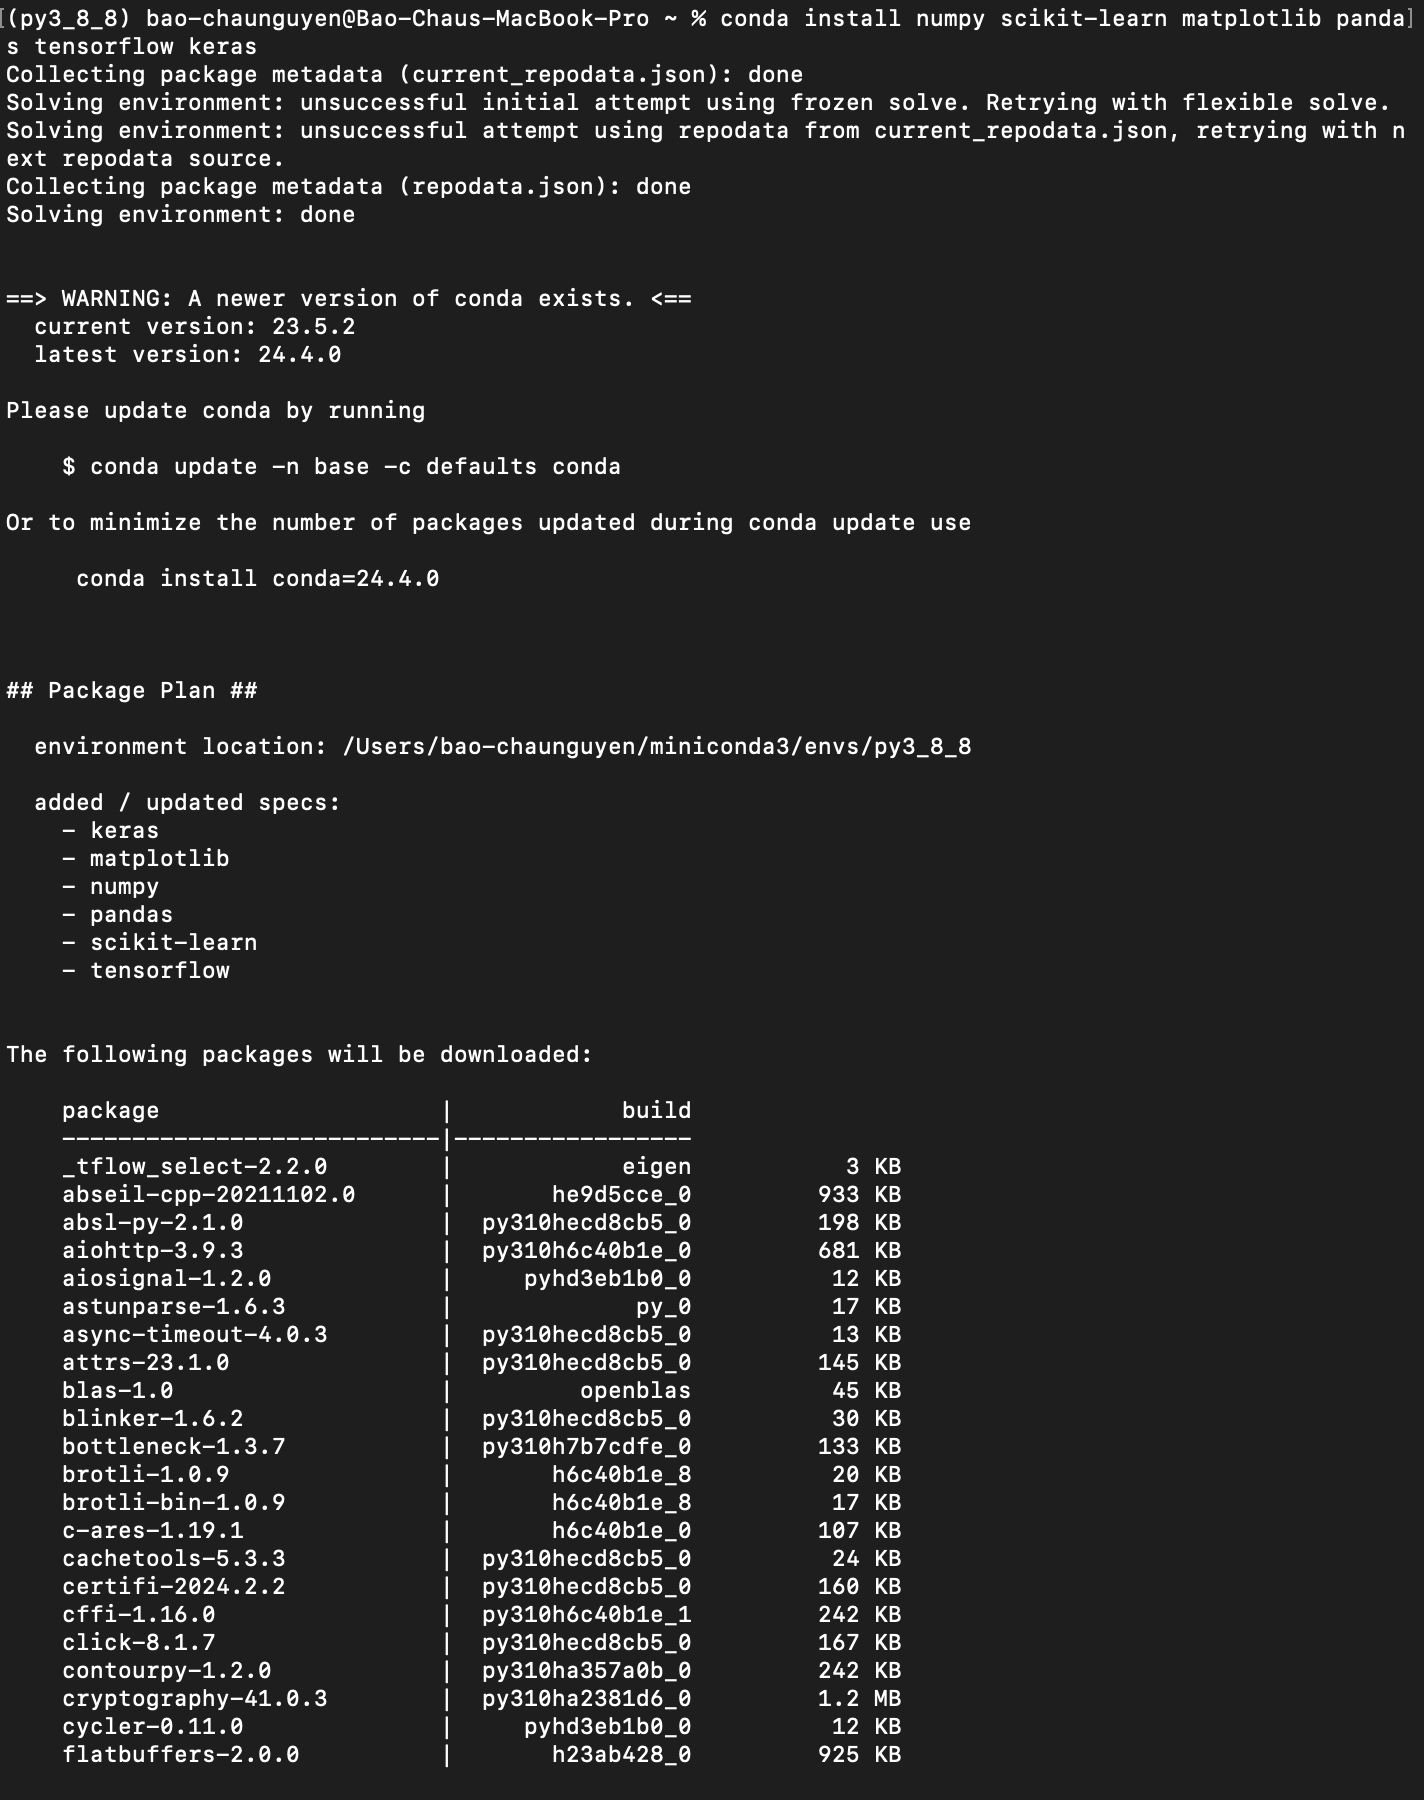 (py3_8_8) bao-chaunguyen@Bao-Chaus-MacBook-Pro ~ % conda install numpy scikit-learn matplotlib panda
s tensorflow keras
Collecting package metadata (current_repodata.json): done
Solving environment: unsuccessful initial attempt using frozen solve. Retrying with flexible solve.
Solving environment: unsuccessful attempt using repodata from current_repodata.json, retrying with n
ext repodata source.
Collecting package metadata (repodata.json): done
Solving environment: done
==> WARNING: A newer version of conda exists. <==
  current version: 23.5.2
  latest version: 24.4.0
Please update conda by running
    $ conda update -n base -c defaults conda
Or to minimize the number of packages updated during conda update use
     conda install conda=24.4.0
## Package Plan ##
  environment location: /Users/bao-chaunguyen/miniconda3/envs/py3_8_8
  added / updated specs:
    - keras
    - matplotlib
    - numpy
    - pandas
    - scikit-learn
    - tensorflow
The following packages will be downloaded:
    package                    |            build
    ---------------------------|-----------------
    _tflow_select-2.2.0        |            eigen           3 KB
    abseil-cpp-20211102.0      |       he9d5cce_0         933 KB
    absl-py-2.1.0              |  py310hecd8cb5_0         198 KB
    aiohttp-3.9.3              |  py310h6c40b1e_0         681 KB
    aiosignal-1.2.0            |     pyhd3eb1b0_0          12 KB
    astunparse-1.6.3           |             py_0          17 KB
    async-timeout-4.0.3        |  py310hecd8cb5_0          13 KB
    attrs-23.1.0               |  py310hecd8cb5_0         145 KB
    blas-1.0                   |         openblas          45 KB
    blinker-1.6.2              |  py310hecd8cb5_0          30 KB
    bottleneck-1.3.7           |  py310h7b7cdfe_0         133 KB
    brotli-1.0.9               |       h6c40b1e_8          20 KB
    brotli-bin-1.0.9           |       h6c40b1e_8          17 KB
    c-ares-1.19.1              |       h6c40b1e_0         107 KB
    cachetools-5.3.3           |  py310hecd8cb5_0          24 KB
    certifi-2024.2.2           |  py310hecd8cb5_0         160 KB
    cffi-1.16.0                |  py310h6c40b1e_1         242 KB
    click-8.1.7                |  py310hecd8cb5_0         167 KB
    contourpy-1.2.0            |  py310ha357a0b_0         242 KB
    cryptography-41.0.3        |  py310ha2381d6_0         1.2 MB
    cycler-0.11.0              |     pyhd3eb1b0_0          12 KB
    flatbuffers-2.0.0          |       h23ab428_0         925 KB